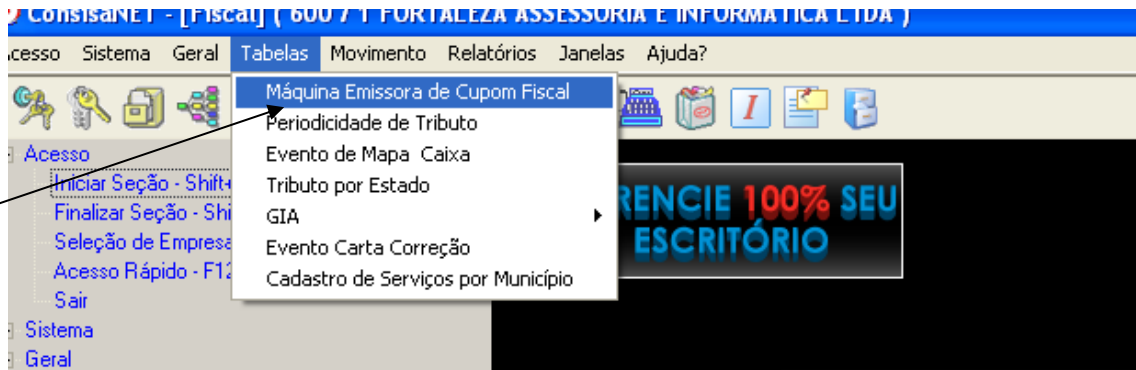 ConsisaNET - [Fiscal] ( 600 / 1 FORTALEZA ASSESSORIA E INFORMATICA LTDA )
Acesso Sistema Geral Tabelas Movimento Relatórios Janelas Ajuda?
Máquina Emissora de Cupom Fiscal
Periodicidade de Tributo
Evento de Mapa Caixa
Tributo por Estado
GIA
Evento Carta Correção
Cadastro de Serviços por Município
Acesso
Iniciar Seção - Shift+
Finalizar Seção - Shi
Seleção de Empresa
Acesso Rápido - F12
Sair
Sistema
Geral
RENCIE 100% SEU
ESCRITÓRIO